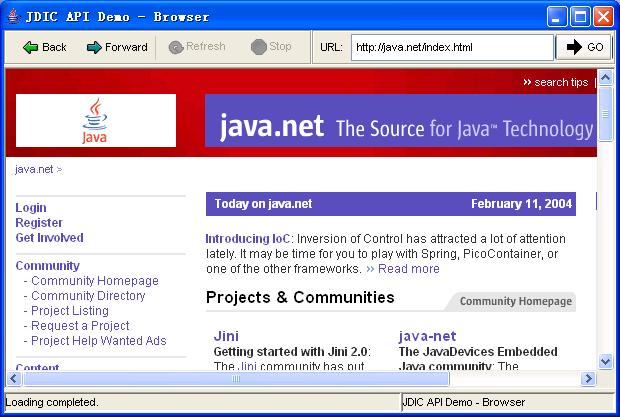 JDIC API Demo - Browser
Back Forward Refresh Stop URL: http://java.net/index.html GO
›› search tips |
Java
java.net The Source for Java™ Technology
java.net >
Login
Register
Get Involved
Community
- Community Homepage
- Community Directory
- Project Listing
- Request a Project
- Project Help Wanted Ads
Content
Today on java.net February 11, 2004
Introducing IoC: Inversion of Control has attracted a lot of attention
lately. It may be time for you to play with Spring, PicoContainer, or
one of the other frameworks. ›› Read more
Projects & Communities Community Homepage
Jini
Getting started with Jini 2.0:
The Jini community has put
java-net
The JavaDevices Embedded
Java community: The
Loading completed. JDIC API Demo - Browser